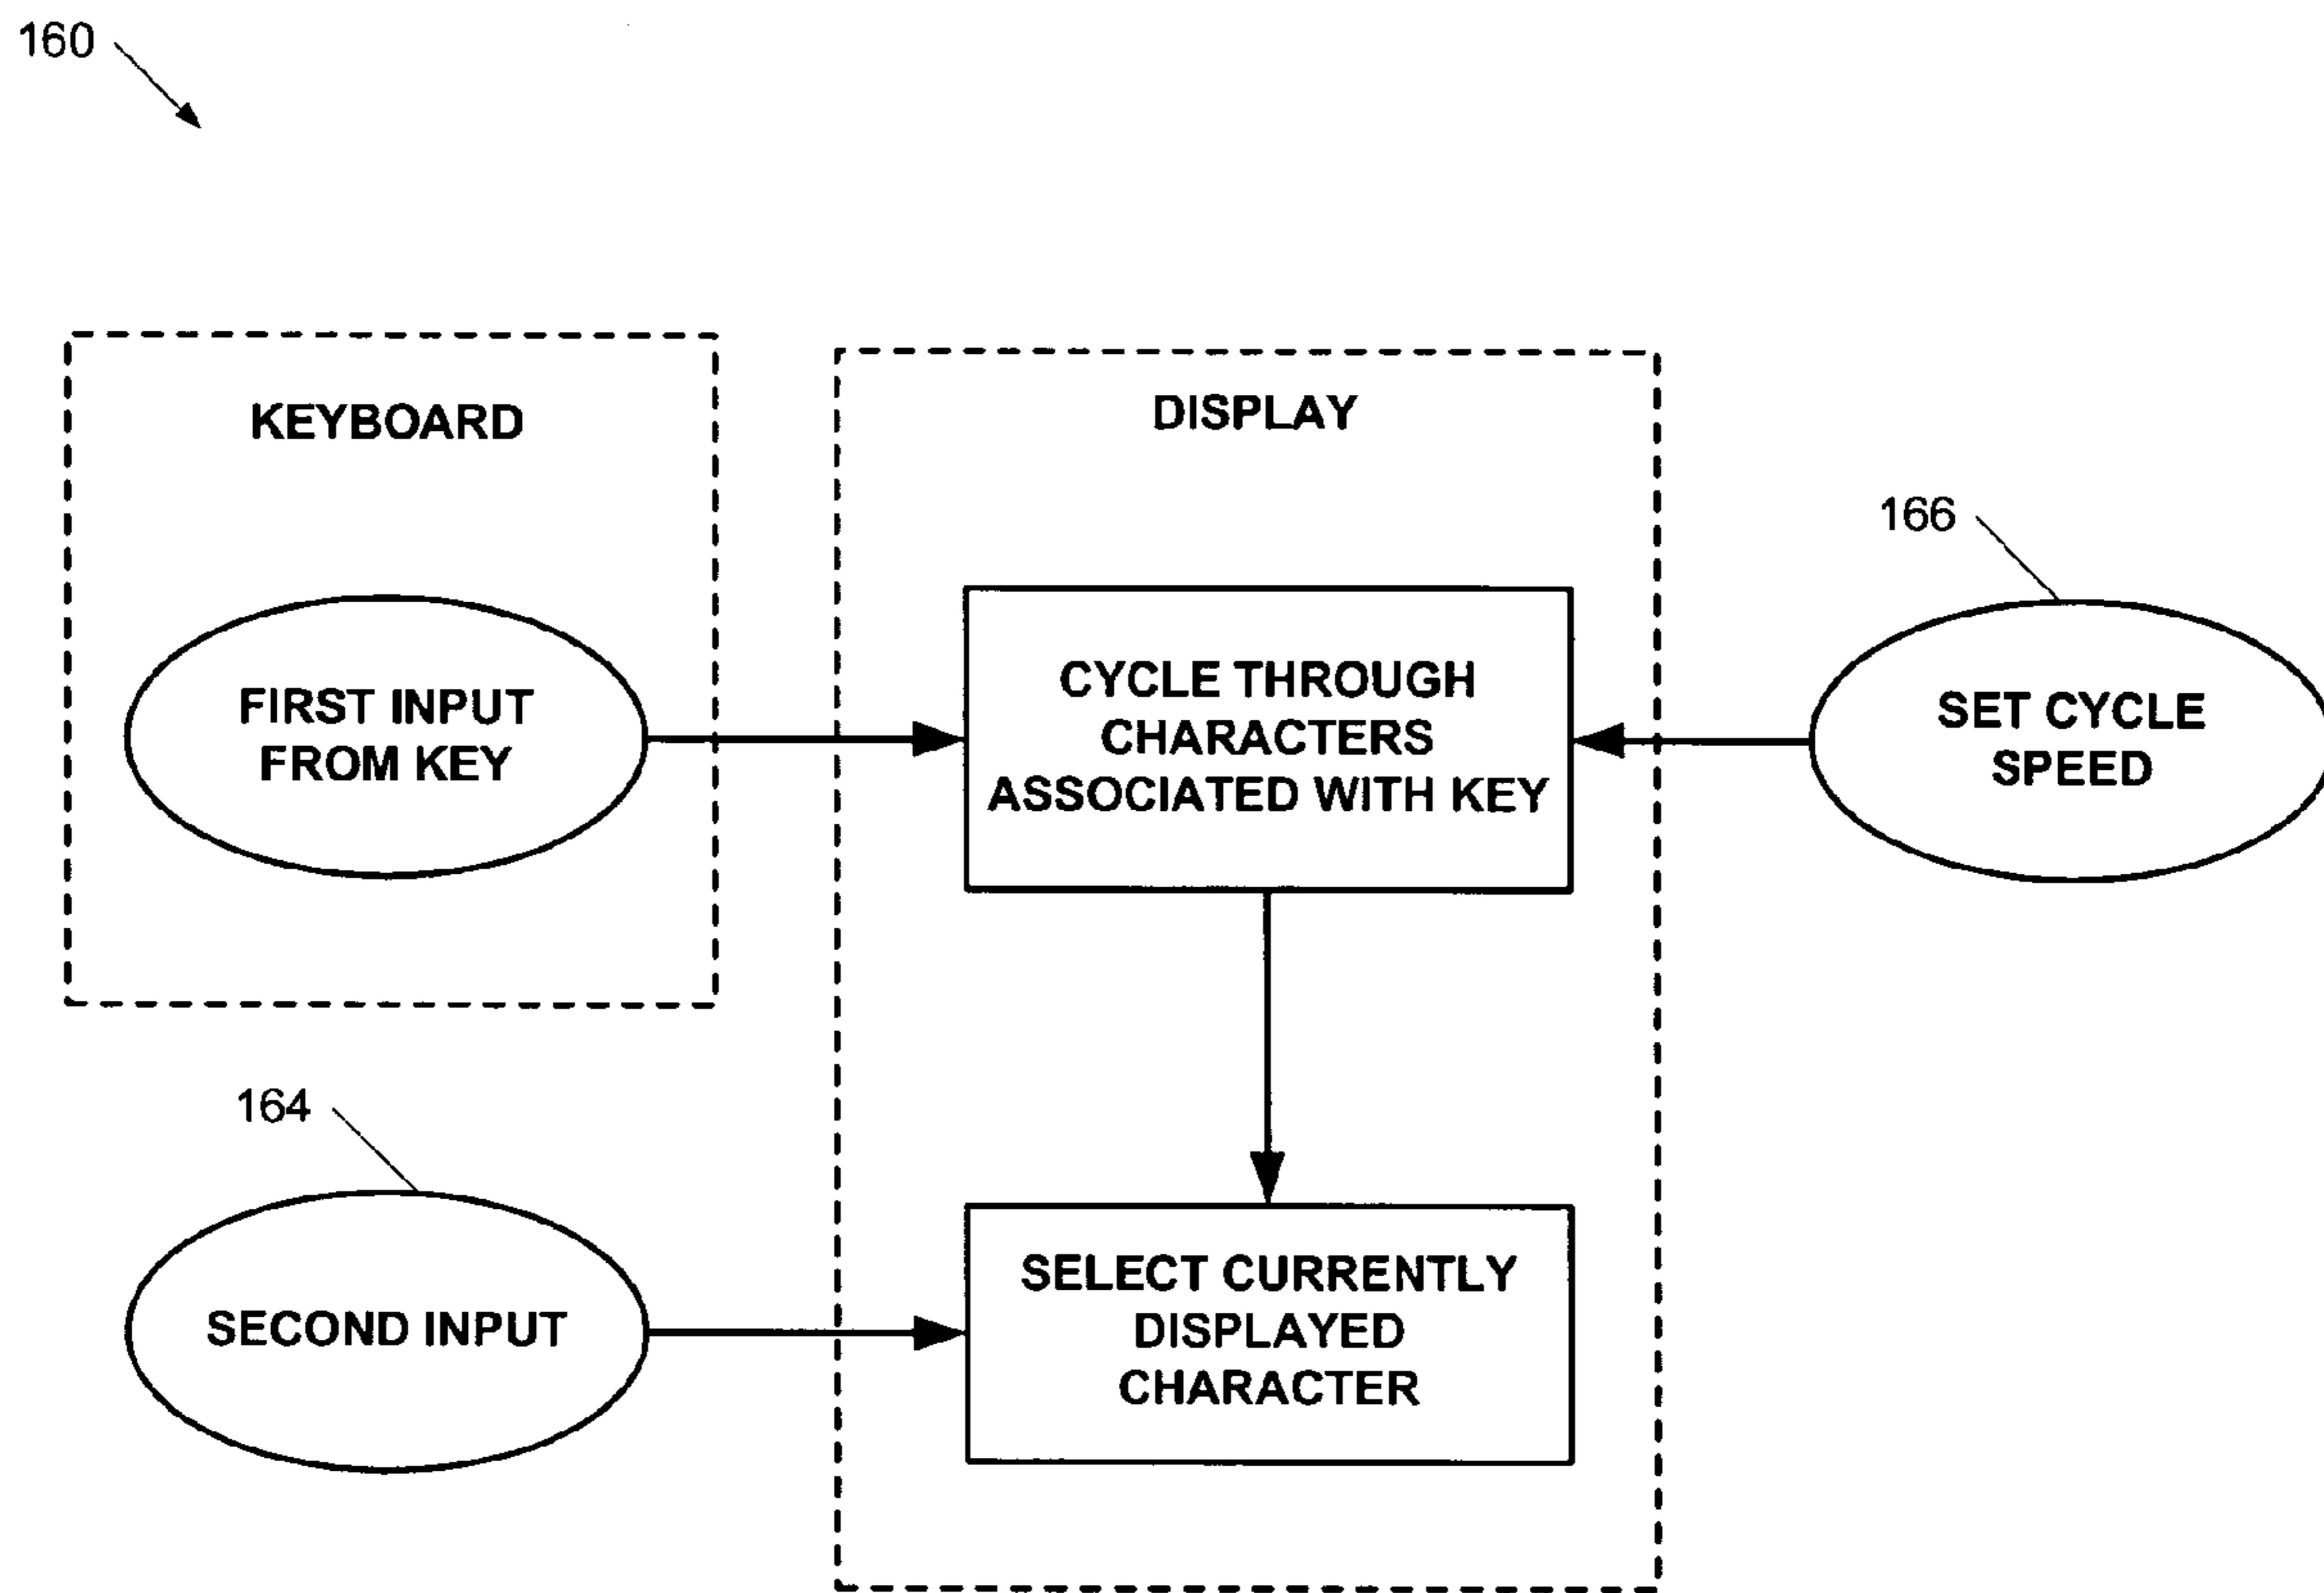 160
KEYBOARD
DISPLAY
166
FIRST INPUT
FROM KEY
CYCLE THROUGH
CHARACTERS
ASSOCIATED WITH KEY
SET CYCLE
SPEED
164
SECOND INPUT
SELECT CURRENTLY
DISPLAYED
CHARACTER